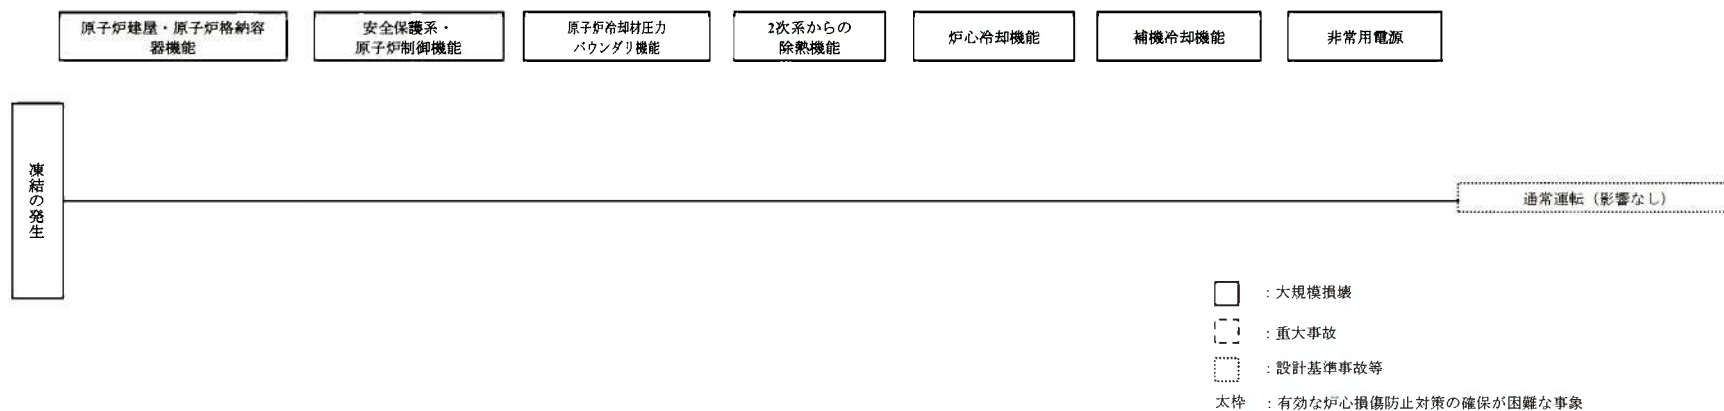 原子炉建屋・原子炉格納容
器機能
安全保護系・
原子炉制御機能
原子炉冷却材圧力
バウンダリ機能
2次系からの
除熱機能
炉心冷却機能
補機冷却機能
非常用電源
凍結の発生
通常運転（影響なし）
：大規模損壊
：重大事故
：設計基準事故等
太枠 ：有効な炉心損傷防止対策の確保が困難な事象